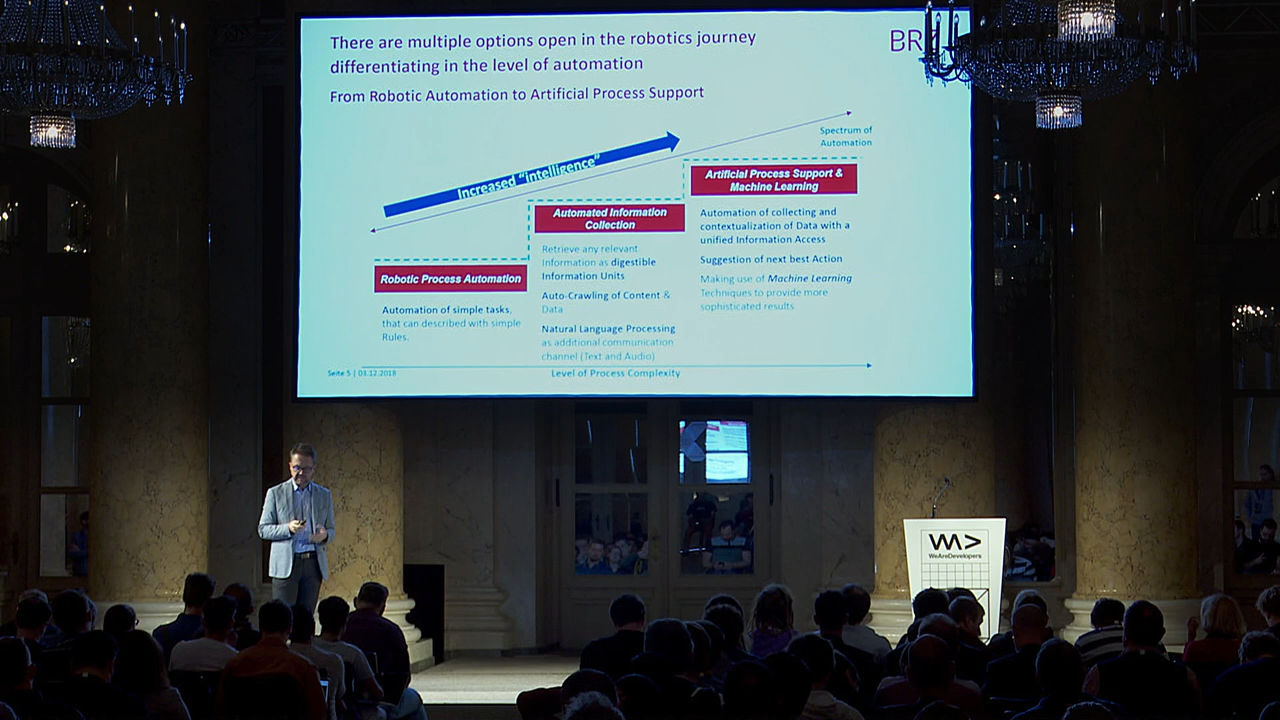 There are multiple options open in the robotics journey
differentiating in the level of automation
From Robotic Automation to Artificial Process Support
BR
Spectrum of
Automation
Increased "intelligence"
Artificial Process Support &
Machine Learning
Automation of collecting and
contextualization of Data with a
unified Information Access
Suggestion of next best Action
Making use of Machine Learning
Techniques to provide more
sophisticated results
Automated Information
Collection
Retrieve any relevant
Information as digestible
Information Units
Auto-Crawling of Content &
Data
Natural Language Processing
as additional communication
channel (Text and Audio)
Robotic Process Automation
Automation of simple tasks,
that can described with simple
Rules.
Seite 5 | 03.12.2018
Level of Process Complexity
WeAreDevelopers